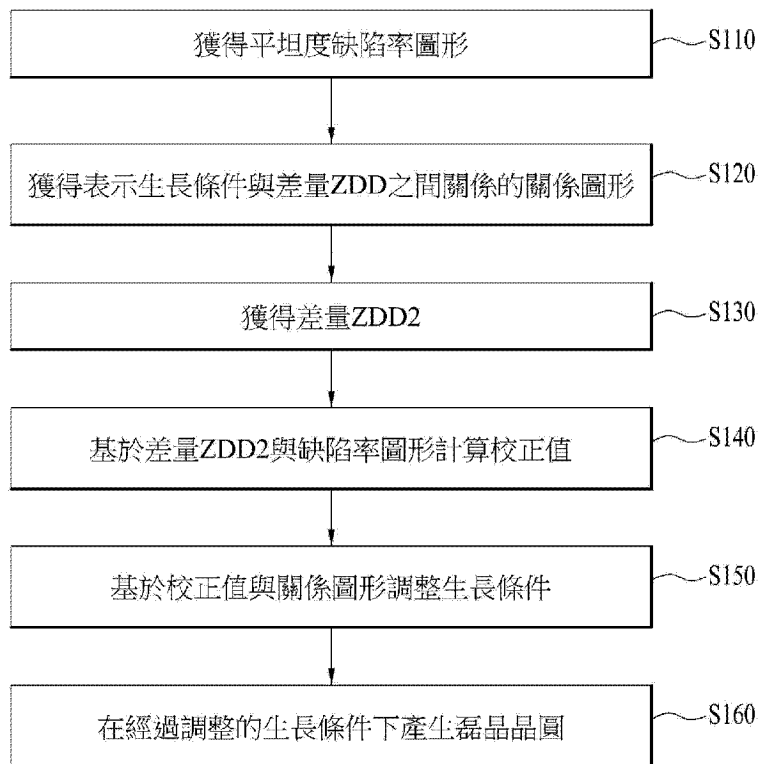 獲得平坦度缺陷率圖形
S110
獲得表示生長條件與差量ZDD之間關係的關係圖形
S120
獲得差量ZDD2
S130
基於差量ZDD2與缺陷率圖形計算校正值
S140
基於校正值與關係圖形調整生長條件
S150
在經過調整的生長條件下產生磊晶晶圓
S160